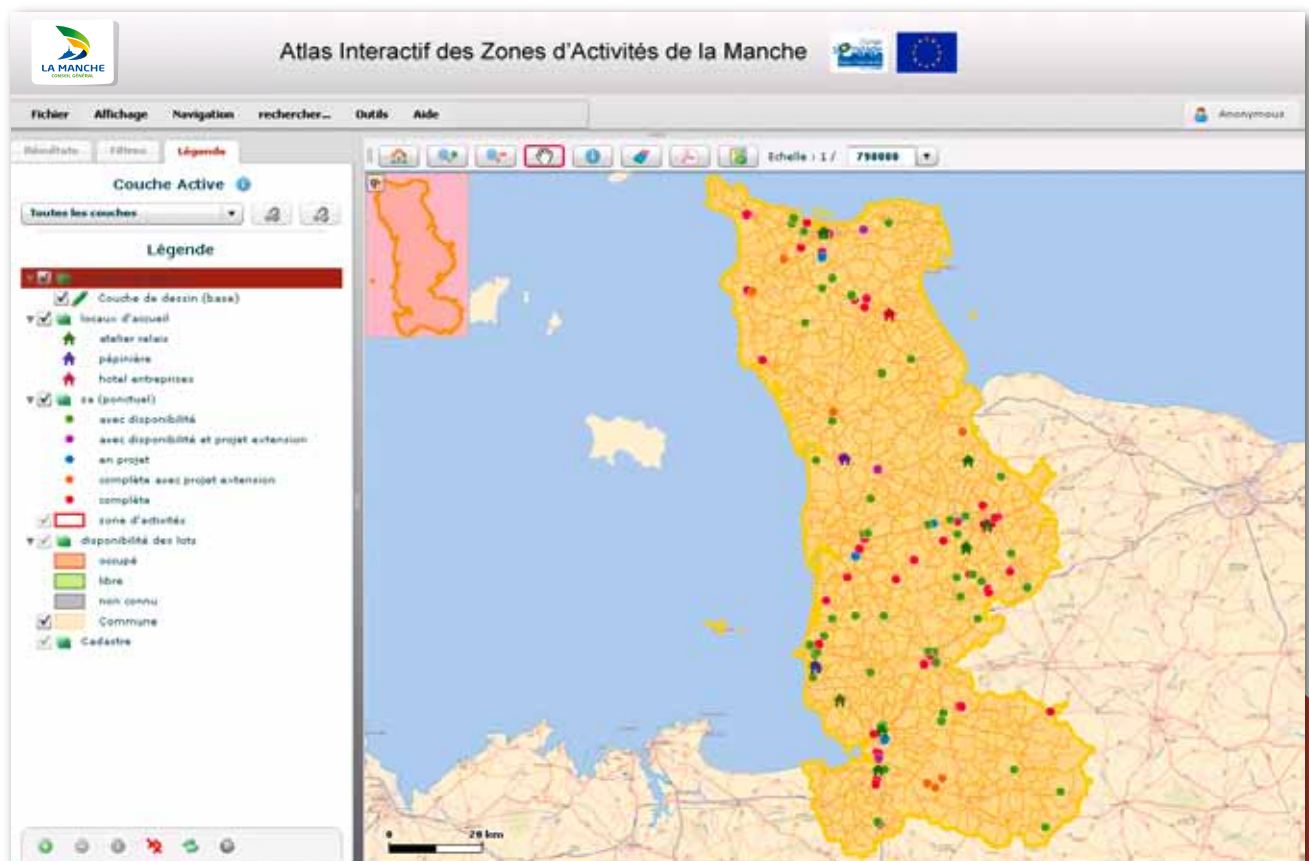 LA MANCHE
CONSEIL GÉNÉRAL
Atlas Interactif des Zones d'Activités de la Manche
Fichier Affichage Navigation rechercher... Outils Aide
Anonymous
Résultats Filtres Légende
Echelle : 1 / 790000
Couche Active
Toutes les couches
Légende
Couche de dessin (base)
locaux d'accueil
atelier relais
pépinière
hotel entreprises
za (ponctuel)
avec disponibilité
avec disponibilité et projet extension
en projet
complète avec projet extension
complète
zone d'activités
disponibilité des lots
occupé
libre
non connu
Commune
Cadastre
0 20 km